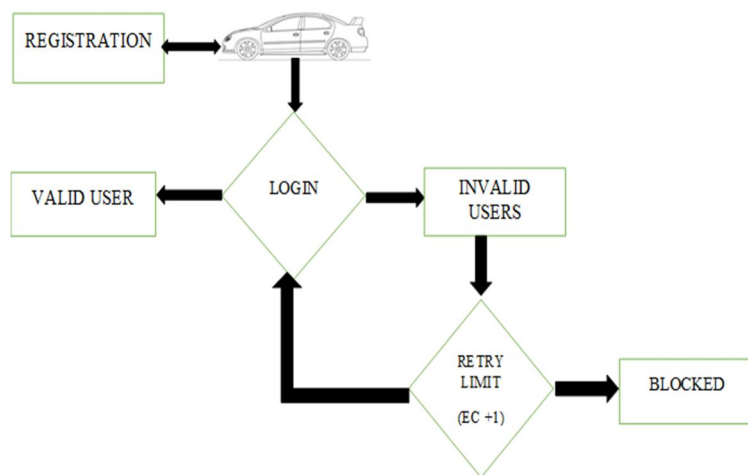 REGISTRATION
LOGIN
VALID USER
INVALID
USERS
RETRY
LIMIT
(EC +1)
BLOCKED